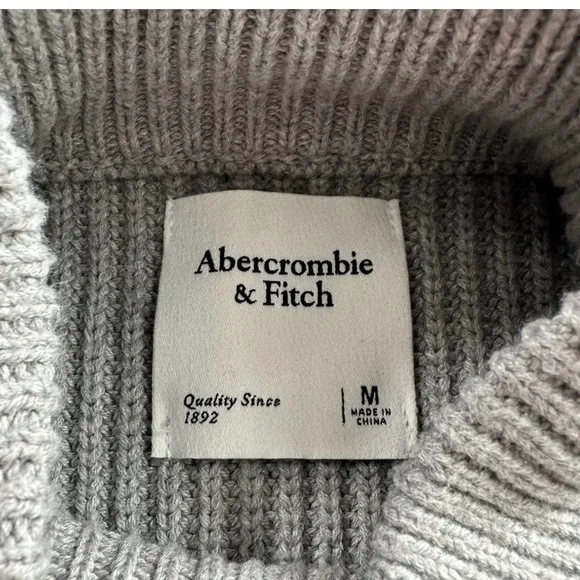 Abercrombie
& Fitch
Quality Since
1892
M
MADE IN
CHINA